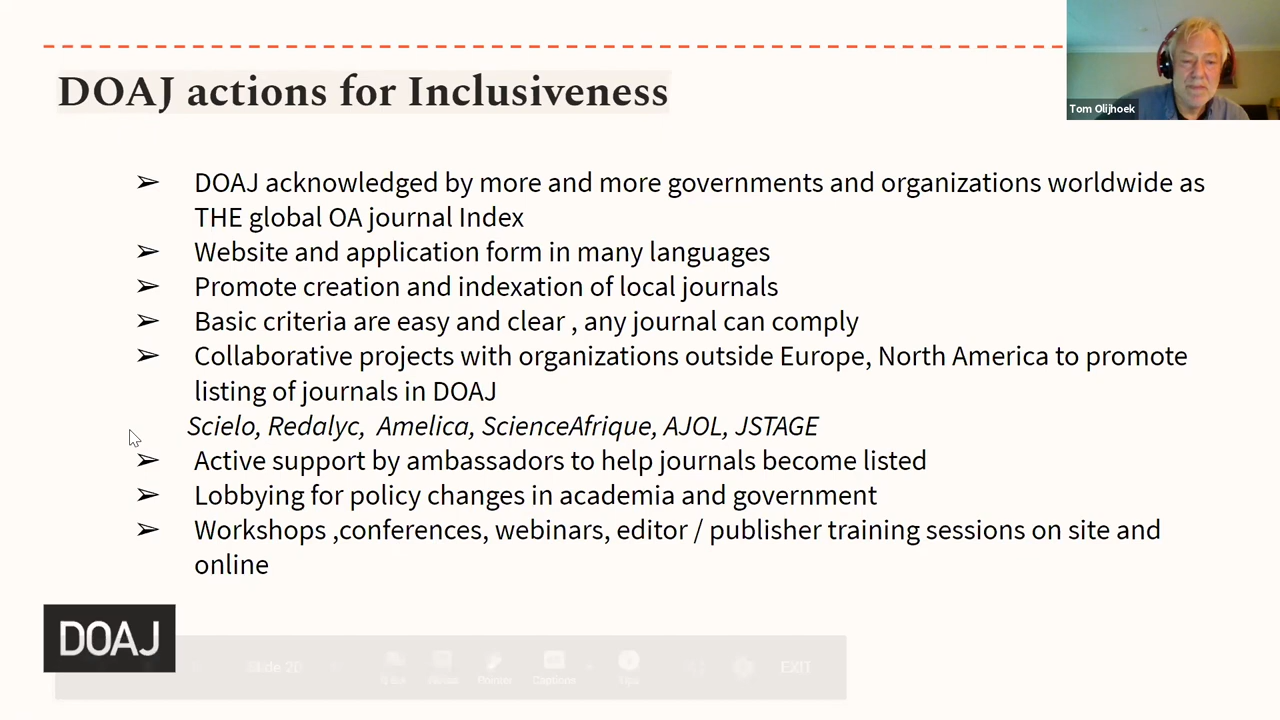 DOAJ actions for Inclusiveness
Tom Olijhoek
➢ DOAJ acknowledged by more and more governments and organizations worldwide as
THE global OA journal Index
➢ Website and application form in many languages
➢ Promote creation and indexation of local journals
➢ Basic criteria are easy and clear , any journal can comply
➢ Collaborative projects with organizations outside Europe, North America to promote
listing of journals in DOAJ
Scielo, Redalyc, Amelica, ScienceAfrique, AJOL, JSTAGE
➢ Active support by ambassadors to help journals become listed
➢ Lobbying for policy changes in academia and government
➢ Workshops ,conferences, webinars, editor / publisher training sessions on site and
online
DOAJ
Slide 20
Pointer Captions Tips
EXIT